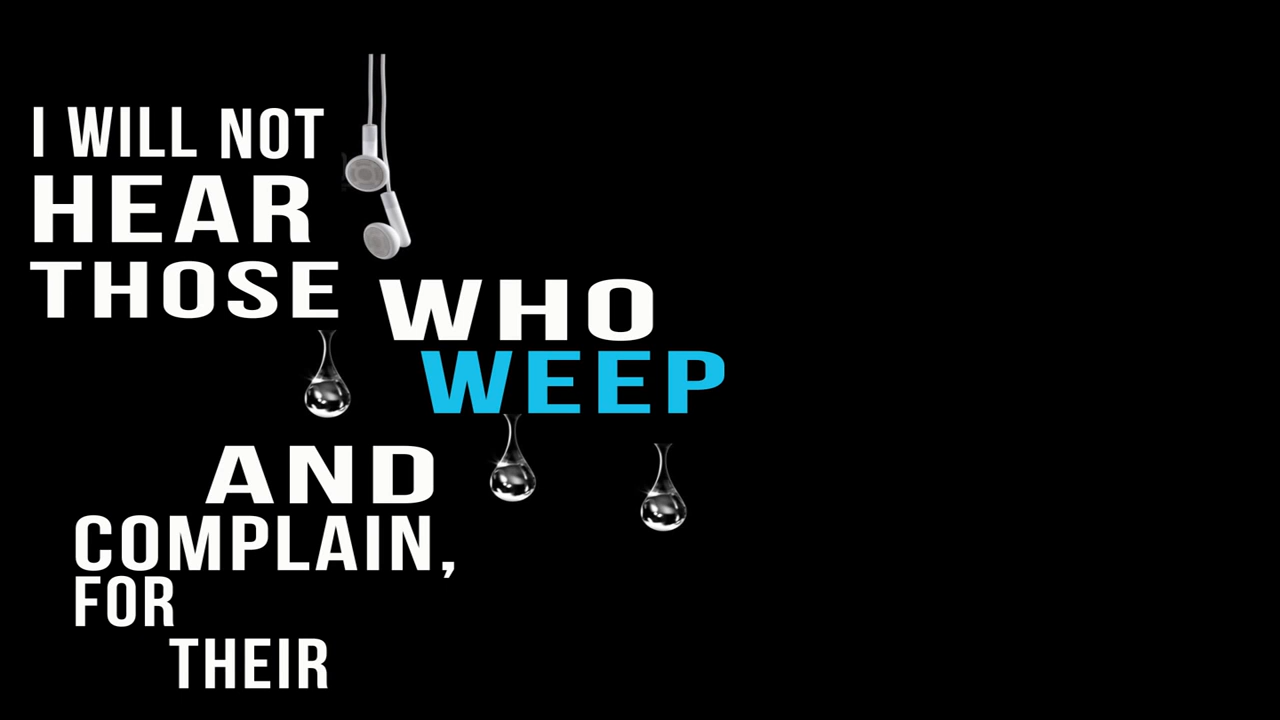 I WILL NOT
HEAR
THOSE
WHO
WEEP
AND
COMPLAIN,
FOR
THEIR